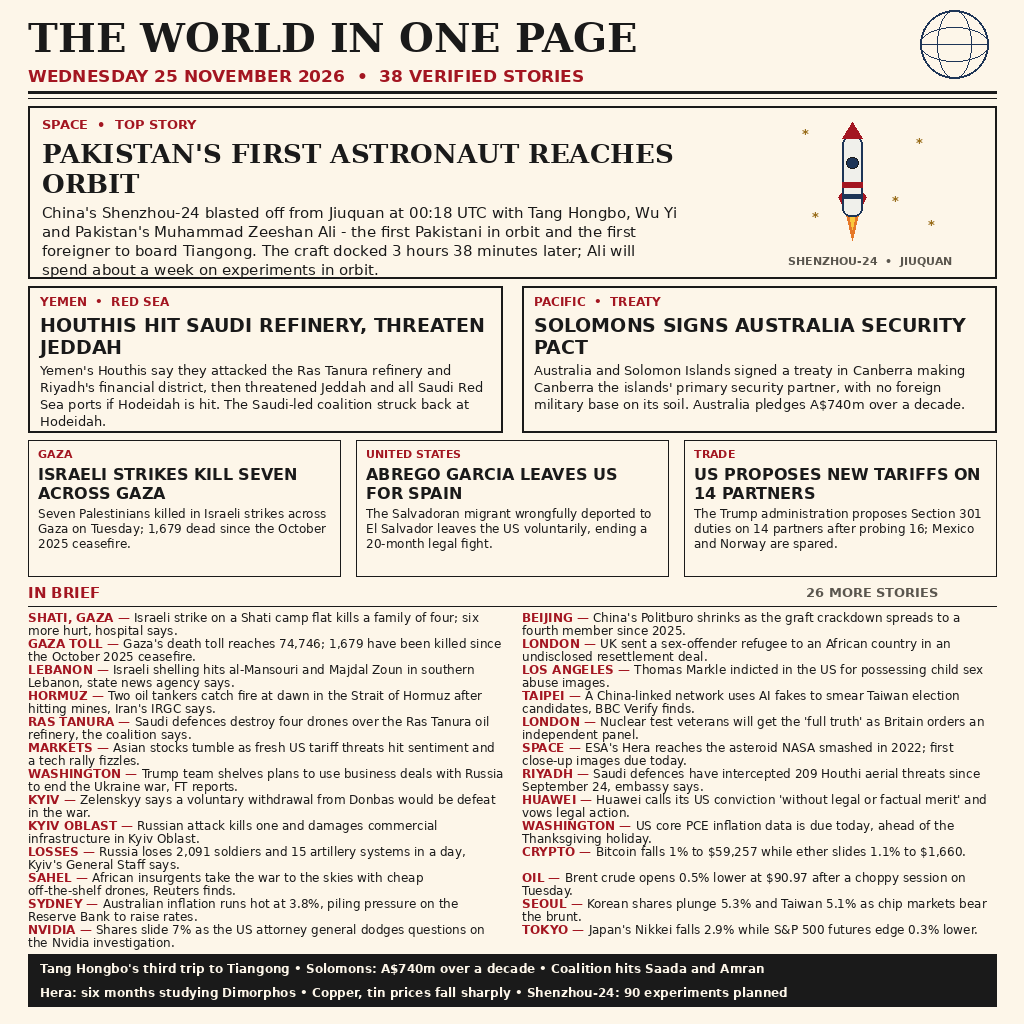 THE WORLD IN ONE PAGE
WEDNESDAY 25 NOVEMBER 2026 • 38 VERIFIED STORIES
SPACE • TOP STORY
PAKISTAN'S FIRST ASTRONAUT REACHES
ORBIT
China's Shenzhou-24 blasted off from Jiuquan at 00:18 UTC with Tang Hongbo, Wu Yi
and Pakistan's Muhammad Zeeshan Ali - the first Pakistani in orbit and the first
foreigner to board Tiangong. The craft docked 3 hours 38 minutes later; Ali will
spend about a week on experiments in orbit.
SHENZHOU-24 • JIUQUAN
YEMEN • RED SEA
HOUTHIS HIT SAUDI REFINERY, THREATEN
JEDDAH
Yemen's Houthis say they attacked the Ras Tanura refinery and
Riyadh's financial district, then threatened Jeddah and all Saudi Red
Sea ports if Hodeidah is hit. The Saudi-led coalition struck back at
Hodeidah.
PACIFIC • TREATY
SOLOMONS SIGNS AUSTRALIA SECURITY
PACT
Australia and Solomon Islands signed a treaty in Canberra making
Canberra the islands' primary security partner, with no foreign
military base on its soil. Australia pledges A$740m over a decade.
GAZA
ISRAELI STRIKES KILL SEVEN
ACROSS GAZA
Seven Palestinians killed in Israeli strikes across
Gaza on Tuesday; 1,679 dead since the October
2025 ceasefire.
UNITED STATES
ABREGO GARCIA LEAVES US
FOR SPAIN
The Salvadoran migrant wrongfully deported to
El Salvador leaves the US voluntarily, ending a
20-month legal fight.
TRADE
US PROPOSES NEW TARIFFS ON
14 PARTNERS
The Trump administration proposes Section 301
duties on 14 partners after probing 16; Mexico
and Norway are spared.
IN BRIEF
26 MORE STORIES
SHATI, GAZA — Israeli strike on a Shati camp flat kills a family of four; six
more hurt, hospital says.
GAZA TOLL — Gaza's death toll reaches 74,746; 1,679 have been killed since
the October 2025 ceasefire.
LEBANON — Israeli shelling hits al-Mansouri and Majdal Zoun in southern
Lebanon, state news agency says.
HORMUZ — Two oil tankers catch fire at dawn in the Strait of Hormuz after
hitting mines, Iran's IRGC says.
RAS TANURA — Saudi defences destroy four drones over the Ras Tanura oil
refinery, the coalition says.
MARKETS — Asian stocks tumble as fresh US tariff threats hit sentiment and
a tech rally fizzles.
WASHINGTON — Trump team shelves plans to use business deals with Russia
to end the Ukraine war, FT reports.
KYIV — Zelenskyy says a voluntary withdrawal from Donbas would be defeat
in the war.
KYIV OBLAST — Russian attack kills one and damages commercial
infrastructure in Kyiv Oblast.
LOSSES — Russia loses 2,091 soldiers and 15 artillery systems in a day,
Kyiv's General Staff says.
SAHEL — African insurgents take the war to the skies with cheap
off-the-shelf drones, Reuters finds.
SYDNEY — Australian inflation runs hot at 3.8%, piling pressure on the
Reserve Bank to raise rates.
NVIDIA — Shares slide 7% as the US attorney general dodges questions on
the Nvidia investigation.
BEIJING — China's Politburo shrinks as the graft crackdown spreads to a
fourth member since 2025.
LONDON — UK sent a sex-offender refugee to an African country in an
undisclosed resettlement deal.
LOS ANGELES — Thomas Markle indicted in the US for possessing child sex
abuse images.
TAIPEI — A China-linked network uses AI fakes to smear Taiwan election
candidates, BBC Verify finds.
LONDON — Nuclear test veterans will get the 'full truth' as Britain orders an
independent panel.
SPACE — ESA's Hera reaches the asteroid NASA smashed in 2022; first
close-up images due today.
RIYADH — Saudi defences have intercepted 209 Houthi aerial threats since
September 24, embassy says.
HUAWEI — Huawei calls its US conviction 'without legal or factual merit' and
vows legal action.
WASHINGTON — US core PCE inflation data is due today, ahead of the
Thanksgiving holiday.
CRYPTO — Bitcoin falls 1% to $59,257 while ether slides 1.1% to $1,660.
OIL — Brent crude opens 0.5% lower at $90.97 after a choppy session on
Tuesday.
SEOUL — Korean shares plunge 5.3% and Taiwan 5.1% as chip markets bear
the brunt.
TOKYO — Japan's Nikkei falls 2.9% while S&P 500 futures edge 0.3% lower.
Tang Hongbo's third trip to Tiangong • Solomons: A$740m over a decade • Coalition hits Saada and Amran
Hera: six months studying Dimorphos • Copper, tin prices fall sharply • Shenzhou-24: 90 experiments planned